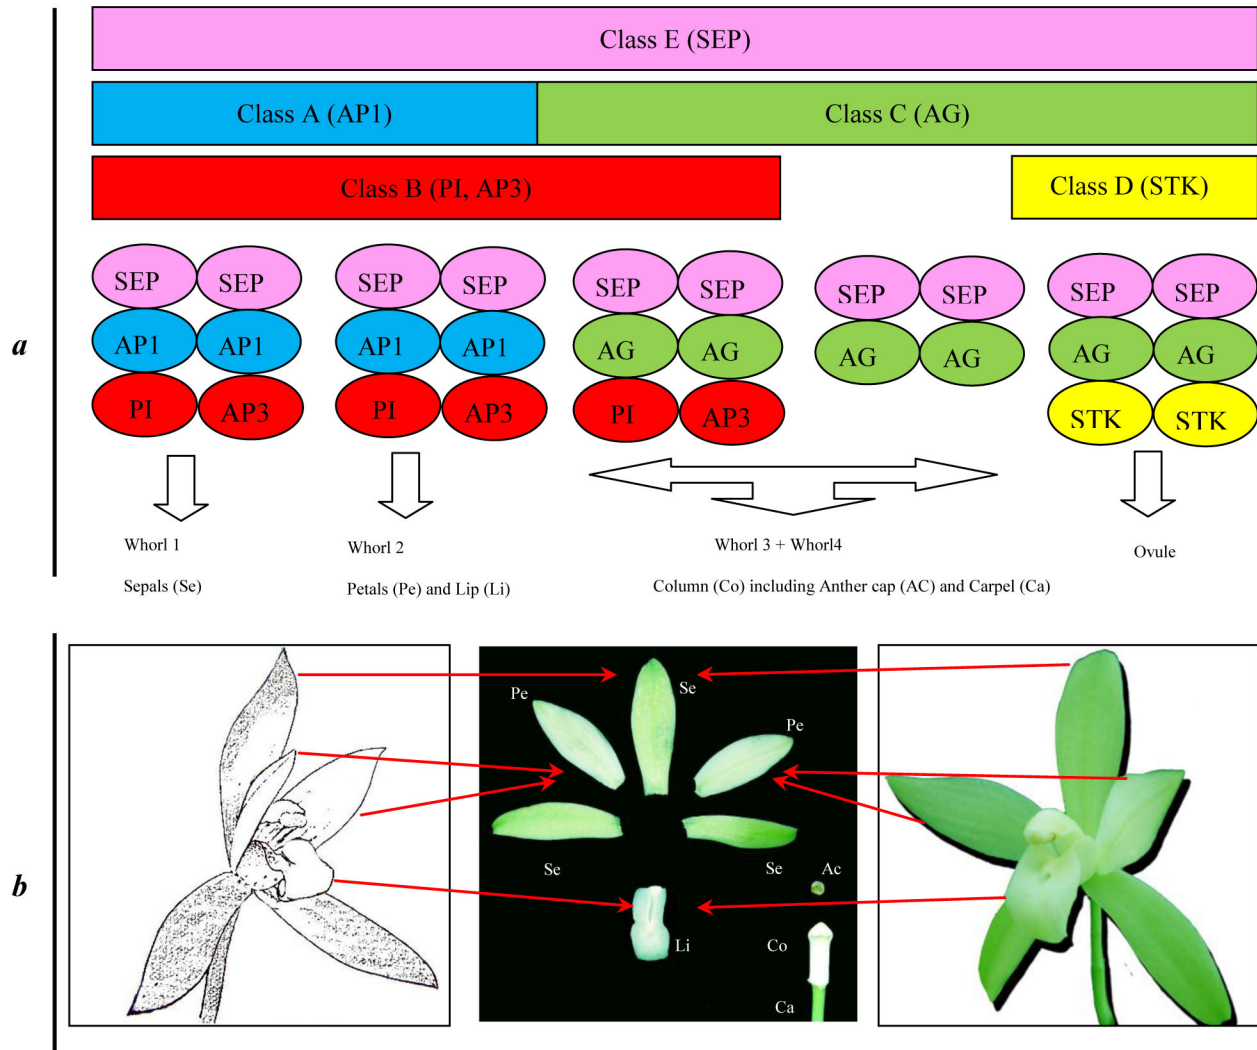 Class E (SEP)
Class A (AP1) Class C (AG)
Class B (PI, AP3) Class D (STK)
SEP SEP SEP SEP SEP SEP SEP SEP SEP SEP
a
AP1 AP1 AP1 AP1 AG AG AG AG AG AG
PI AP3 PI AP3 PI AP3 STK STK
Whorl 1 Whorl 2 Whorl 3 + Whorl4 Ovule
Sepals (Se) Petals (Pe) and Lip (Li) Column (Co) including Anther cap (AC) and Carpel (Ca)
b
Pe Se Pe
Se Se Ac
Li Co
Ca